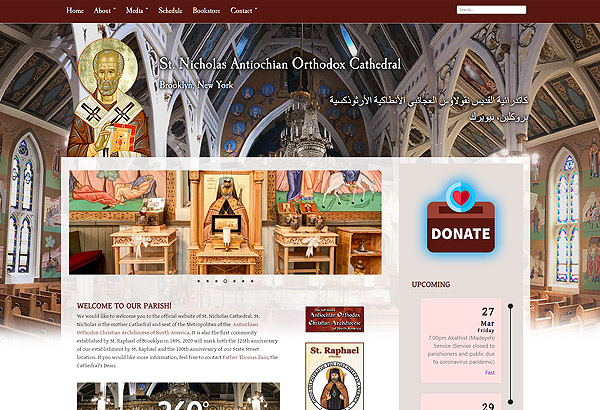 Home About Media Schedule Bookstore Contact
Search...
St. Nicholas Antiochian Orthodox Cathedral
Brooklyn, New York
كاتدرائية القديس نقولاوس العجائبي الأنطاكية الأرثوذكسية
بروكلين، نيويرك
DONATE
UPCOMING
27
Mar
Friday
7:00pm Akathist (Madeyeh)
Service (Service closed to
parishioners and public due
to coronavirus pandemic)
Fast
29
WELCOME TO OUR PARISH!
We would like to welcome you to the official website of St. Nicholas Cathedral. St.
Nicholas is the mother Cathedral and seat of the Metropolitan of the Antiochian
Orthodox Christian Archdiocese of North America. It is also the first community
established by St. Raphael of Brooklyn in 1895. 2020 will mark both the 125th anniversary
of our establishment by St. Raphael and the 100th anniversary of our State Street
location. If you would like more information, feel free to contact Father Thomas Zain, the
Cathedral's Dean.
360°
Antiochian Orthodox
Christian Archdiocese
of North America
St. Raphael